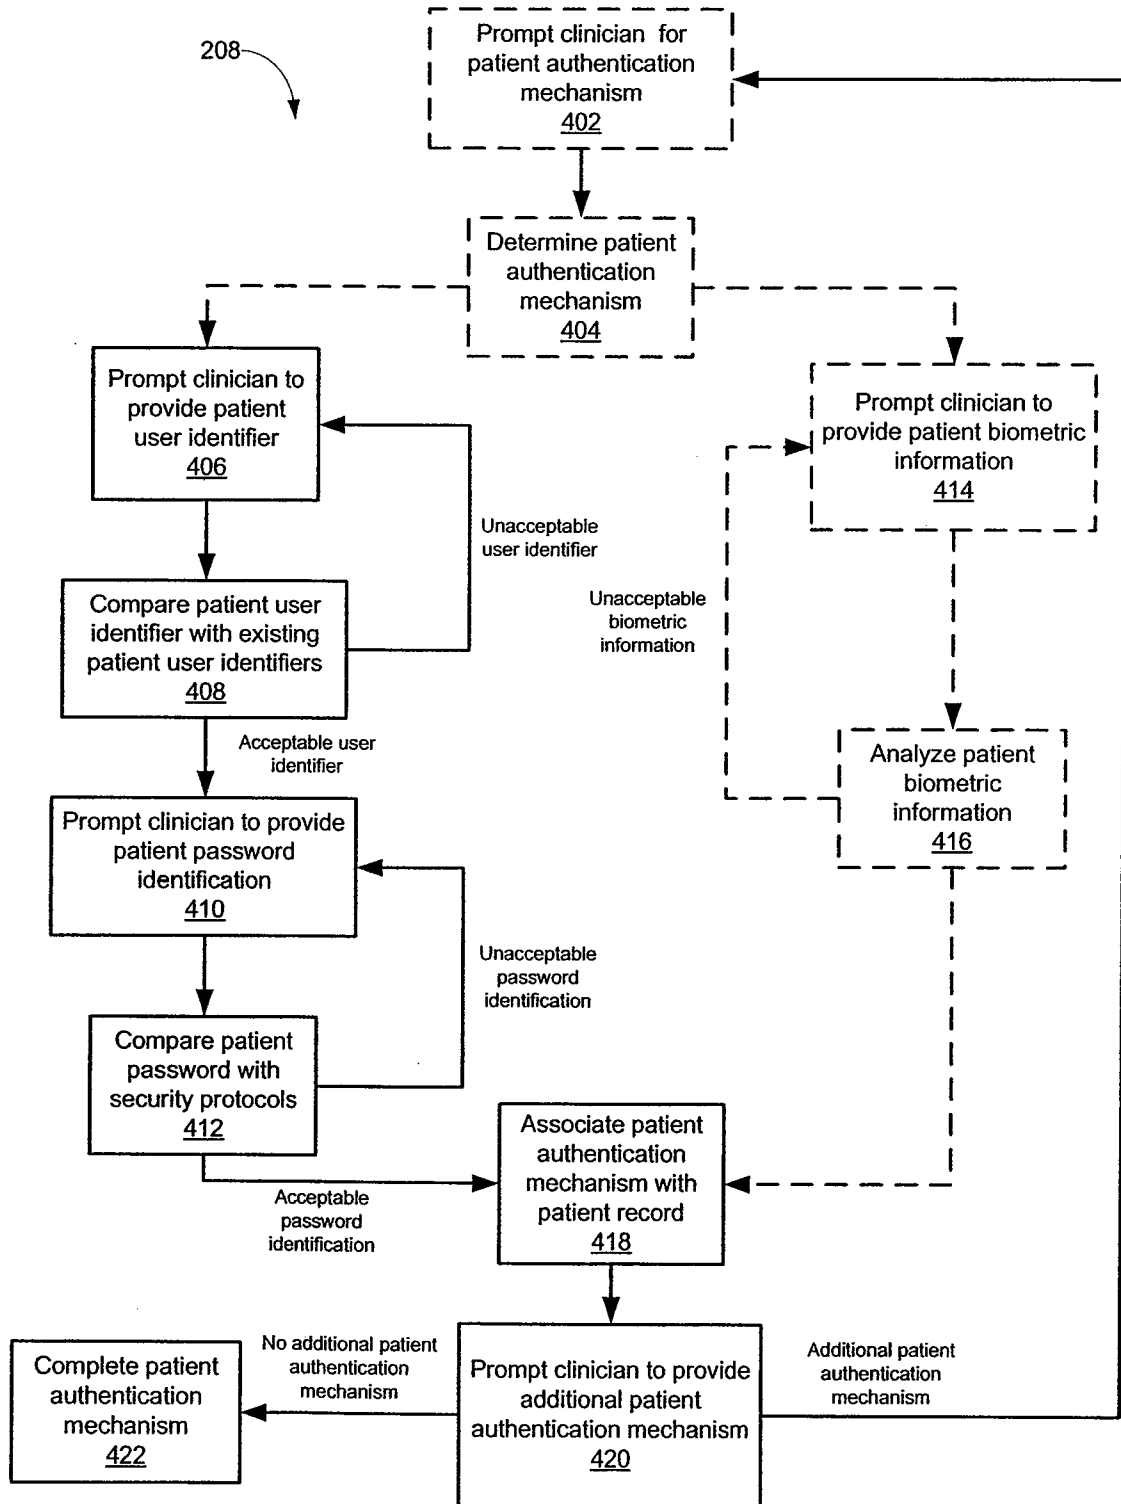 208
Prompt clinician for
patient authentication
mechanism
402
Determine patient
authentication
mechanism
404
Prompt clinician to
provide patient
user identifier
406
Prompt clinician to
provide patient biometric
information
414
Unacceptable
user identifier
Compare patient user
identifier with existing
patient user identifiers
408
Unacceptable
biometric
information
Acceptable user
identifier
Analyze patient
biometric
information
416
Prompt clinician to provide
patient password
identification
410
Unacceptable
password
identification
Compare patient
password with
security protocols
412
Acceptable
password
identification
Associate patient
authentication
mechanism with
patient record
418
No additional patient
authentication
mechanism
Complete patient
authentication
mechanism
422
Prompt clinician to provide
additional patient
authentication mechanism
420
Additional patient
authentication
mechanism